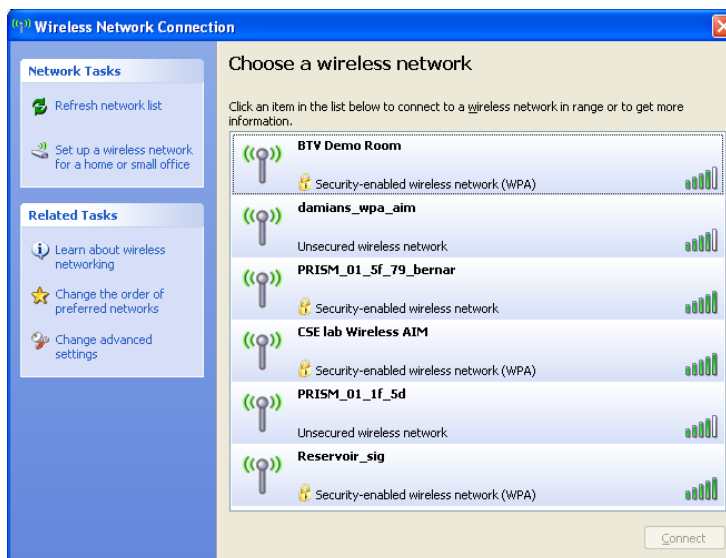 Wireless Network Connection
Network Tasks
Refresh network list
Set up a wireless network
for a home or small office
Related Tasks
Learn about wireless
networking
Change the order of
preferred networks
Change advanced
settings
Choose a wireless network
Click an item in the list below to connect to a wireless network in range or to get more
information.
BTV Demo Room
Security-enabled wireless network (WPA)
damians_wpa_aim
Unsecured wireless network
PRISM_01_5f_79_bernar
Security-enabled wireless network
CSE lab Wireless AIM
Security-enabled wireless network (WPA)
PRISM_01_1f_5d
Unsecured wireless network
Reservoir_sig
Security-enabled wireless network (WPA)
Connect